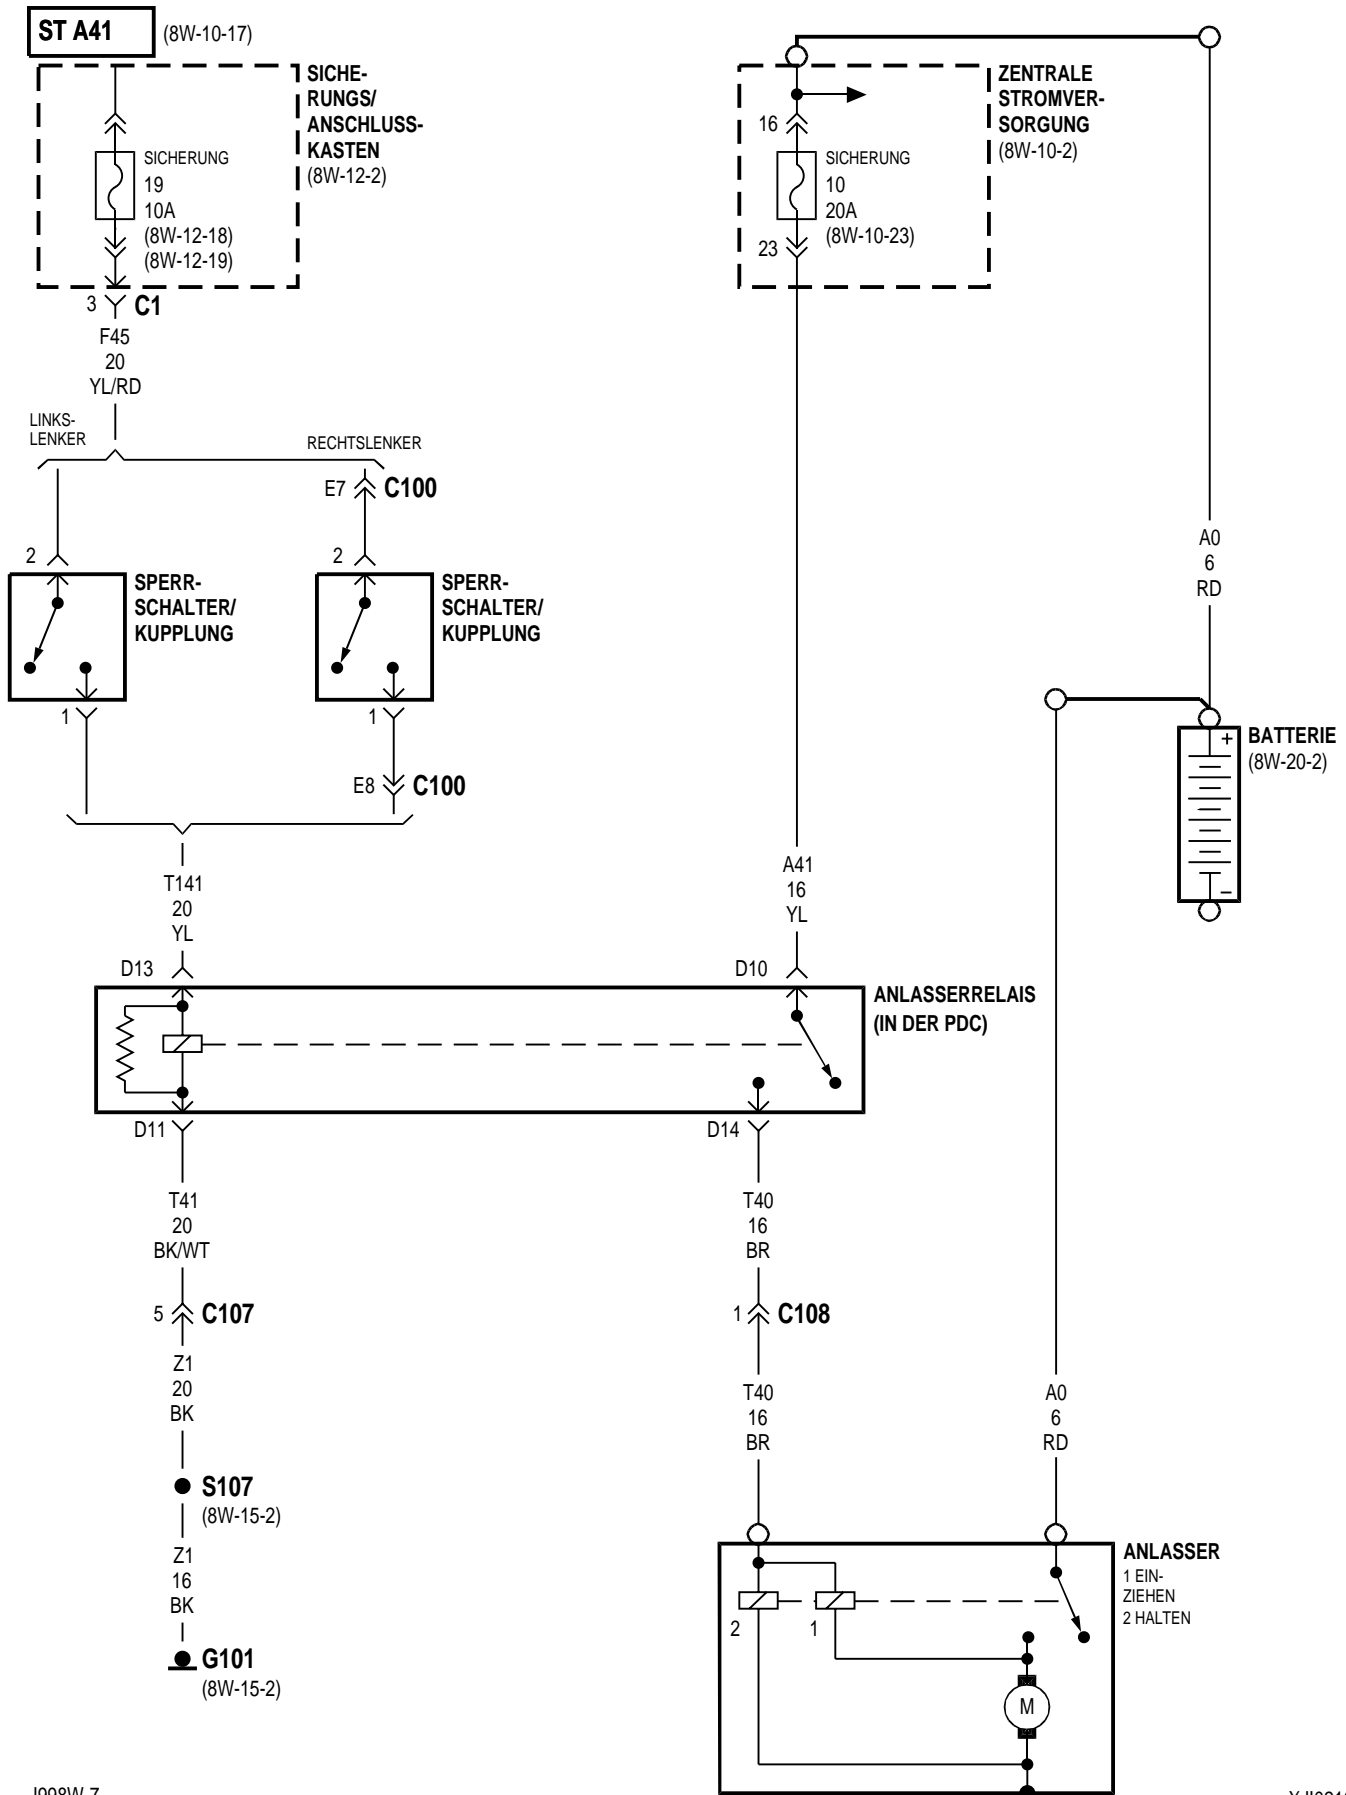 ST A41
(8W-10-17)
SICHE-
RUNGS/
ANSCHLUSS-
KASTEN
(8W-12-2)
SICHERUNG
19
10A
(8W-12-18)
(8W-12-19)
3
C1
F45
20
YL/RD
LINKS-
LENKER
RECHTSLENKER
E7
C100
2
SPERR-
SCHALTER/
KUPPLUNG
1
2
SPERR-
SCHALTER/
KUPPLUNG
1
E8
C100
T141
20
YL
ZENTRALE
STROMVER-
SORGUNG
(8W-10-2)
16
SICHERUNG
10
20A
(8W-10-23)
23
A0
6
RD
+
BATTERIE
(8W-20-2)
−
A41
16
YL
D13
D10
ANLASSERRELAIS
(IN DER PDC)
D11
D14
T41
20
BK/WT
5
C107
Z1
20
BK
S107
(8W-15-2)
Z1
16
BK
G101
(8W-15-2)
T40
16
BR
1
C108
T40
16
BR
A0
6
RD
ANLASSER
1 EIN-
ZIEHEN
2 HALTEN
2
1
M